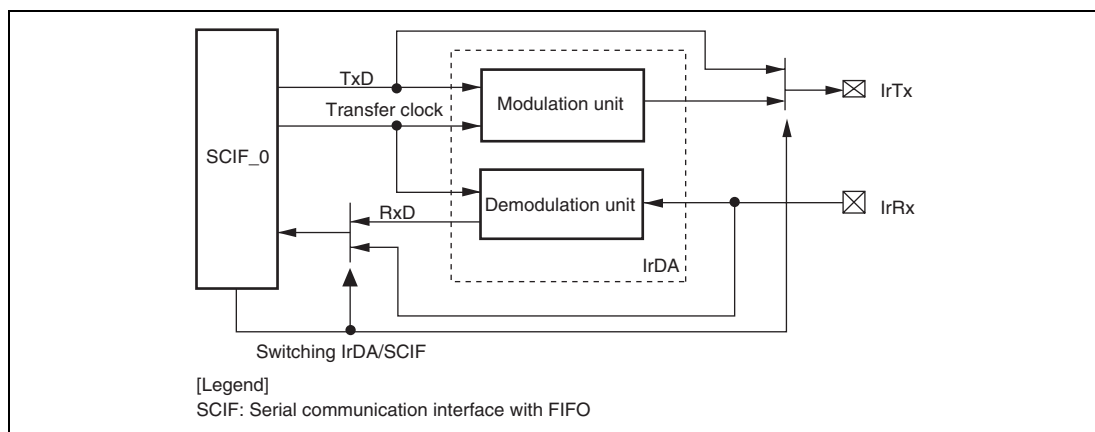 TxD
Modulation unit
IrTx
Transfer clock
SCIF_0
RxD
Demodulation unit
IrRx
IrDA
Switching IrDA/SCIF
[Legend]
SCIF: Serial communication interface with FIFO